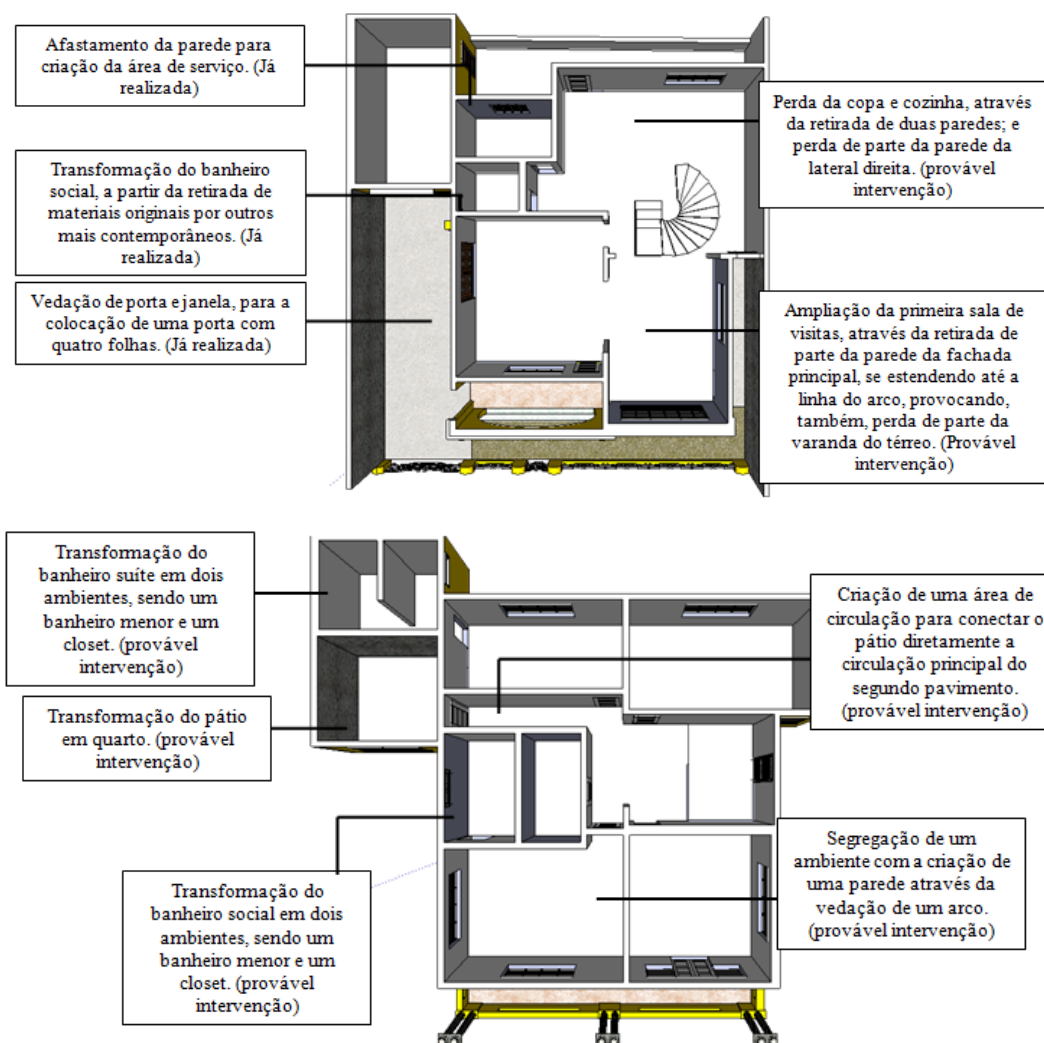 Afastamento da parede para
criação da área de serviço. (Já
realizada)
Transformação do banheiro
social, a partir da retirada de
materiais originais por outros
mais contemporâneos. (Já
realizada)
Vedação de porta e janela, para a
colocação de uma porta com
quatro folhas. (Já realizada)
Perda da copa e cozinha, através
da retirada de duas paredes; e
perda de parte da parede da
lateral direita. (provável
intervenção)
Ampliação da primeira sala de
visitas, através da retirada de
parte da parede da fachada
principal, se estendendo até a
linha do arco, provocando,
também, perda de parte da
varanda do térreo. (Provável
intervenção)
Transformação do
banheiro suíte em dois
ambientes, sendo um
banheiro menor e um
closet. (provável
intervenção)
Transformação do pátio
em quarto. (provável
intervenção)
Transformação do
banheiro social em dois
ambientes, sendo um
banheiro menor e um
closet. (provável
intervenção)
Criação de uma área de
circulação para conectar o
pátio diretamente a
circulação principal do
segundo pavimento.
(provável intervenção)
Segregação de um
ambiente com a criação de
uma parede através da
vedação de um arco.
(provável intervenção)